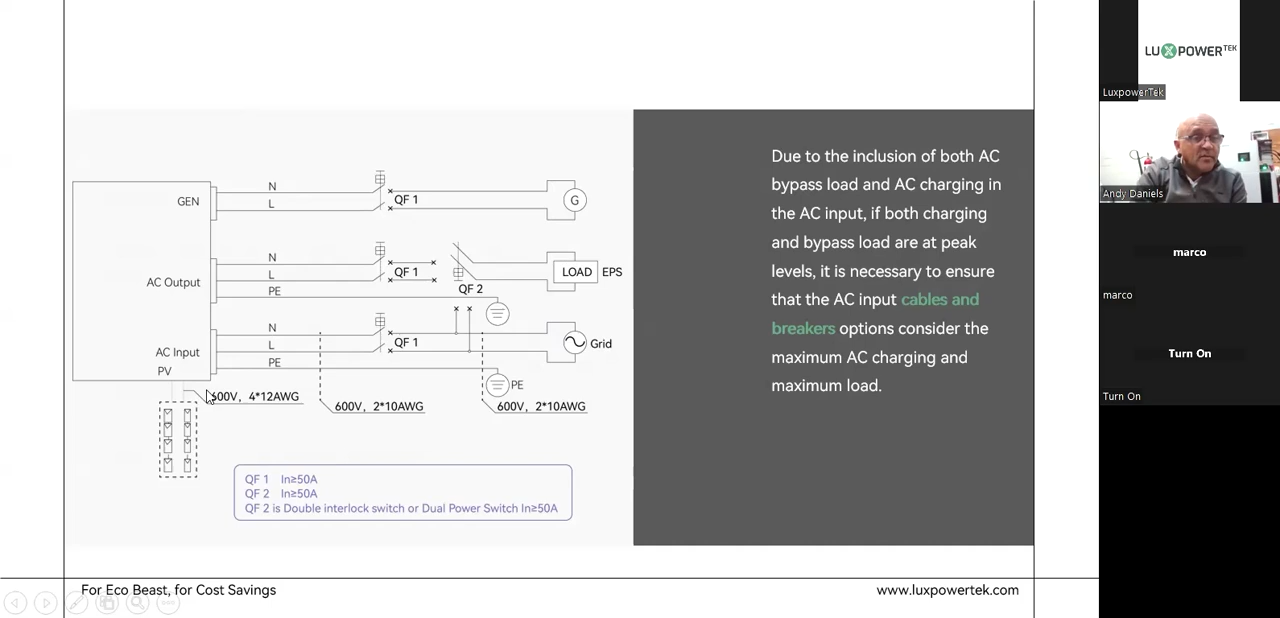 GEN
N
L
QF 1
G
AC Output
N
L
PE
QF 1
QF 2
LOAD
EPS
AC Input
N
L
PE
QF 1
Grid
PE
PV
600V, 4*12AWG
600V, 2*10AWG
600V, 2*10AWG
QF 1 In≥50A
QF 2 In≥50A
QF 2 is Double interlock switch or Dual Power Switch In≥50A
Due to the inclusion of both AC
bypass load and AC charging in
the AC input, if both charging
and bypass load are at peak
levels, it is necessary to ensure
that the AC input cables and
breakers options consider the
maximum AC charging and
maximum load.
For Eco Beast, for Cost Savings
www.luxpowertek.com
LUXPOWERTEK
LuxpowerTek
Andy Daniels
marco
marco
Turn On
Turn On